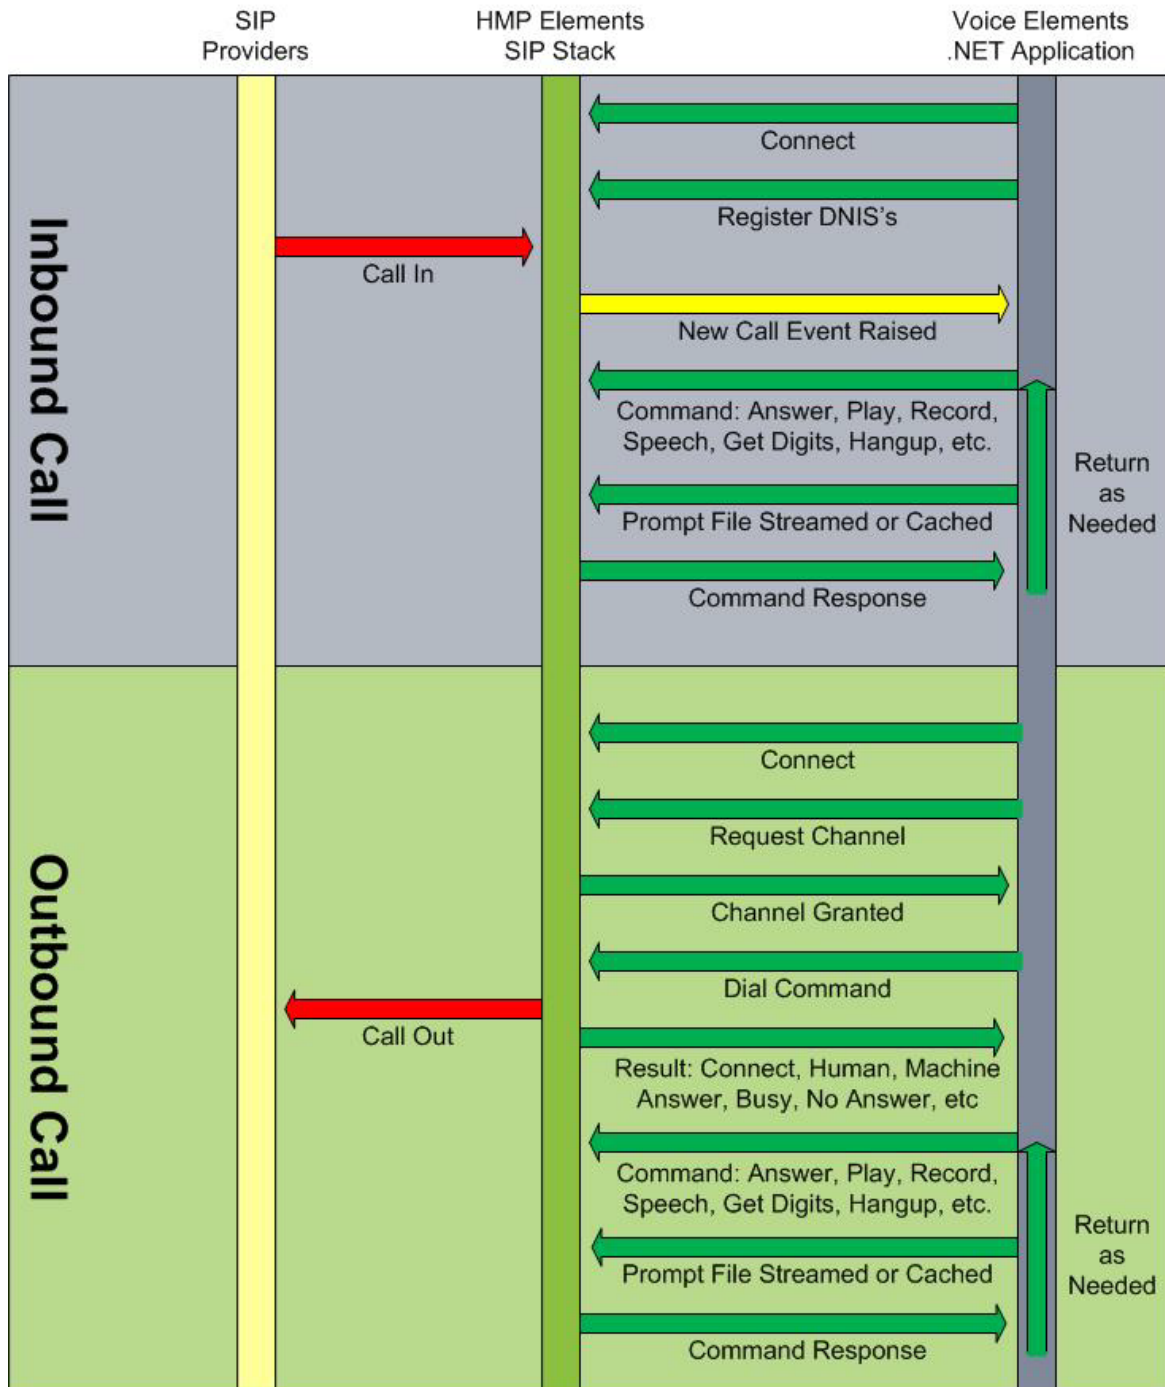 SIP
Providers
HMP Elements
SIP Stack
Voice Elements
.NET Application
Inbound Call
Connect
Register DNIS's
Call In
New Call Event Raised
Command: Answer, Play, Record,
Speech, Get Digits, Hangup, etc.
Prompt File Streamed or Cached
Command Response
Return
as
Needed
Outbound Call
Connect
Request Channel
Channel Granted
Dial Command
Call Out
Result: Connect, Human, Machine
Answer, Busy, No Answer, etc
Command: Answer, Play, Record,
Speech, Get Digits, Hangup, etc.
Prompt File Streamed or Cached
Command Response
Return
as
Needed